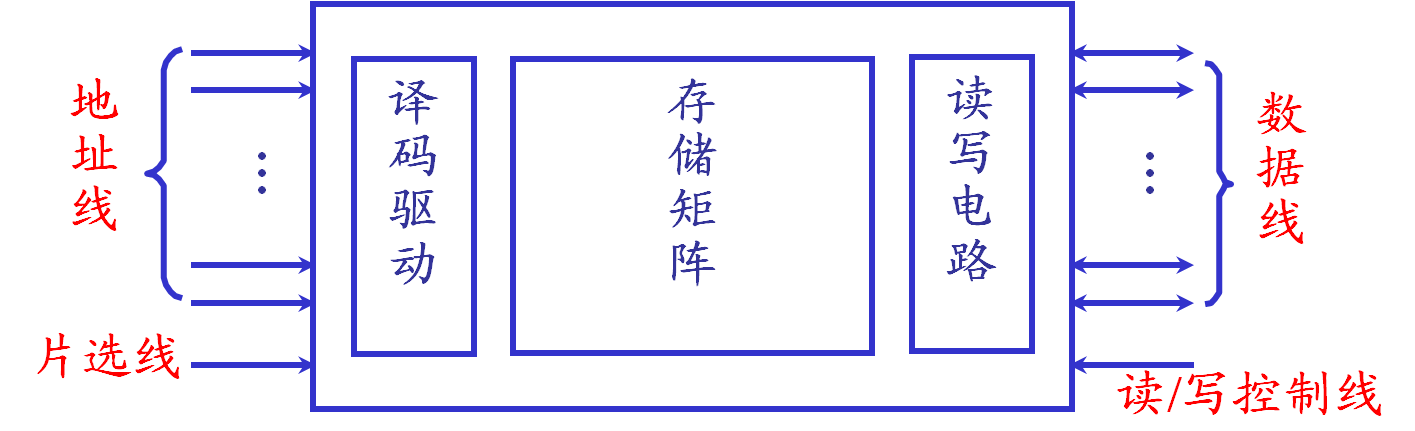 地址线
译码驱动
存储矩阵
读写电路
数据线
片选线
读/写控制线